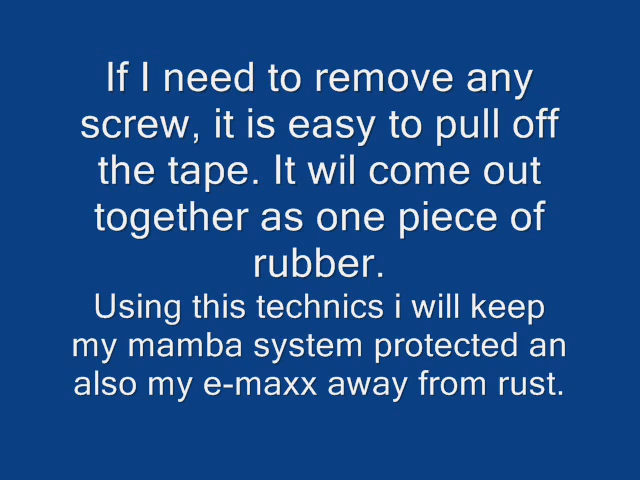 If I need to remove any
screw, it is easy to pull off
the tape. It wil come out
together as one piece of
rubber.
Using this technics i will keep
my mamba system protected an
also my e-maxx away from rust.